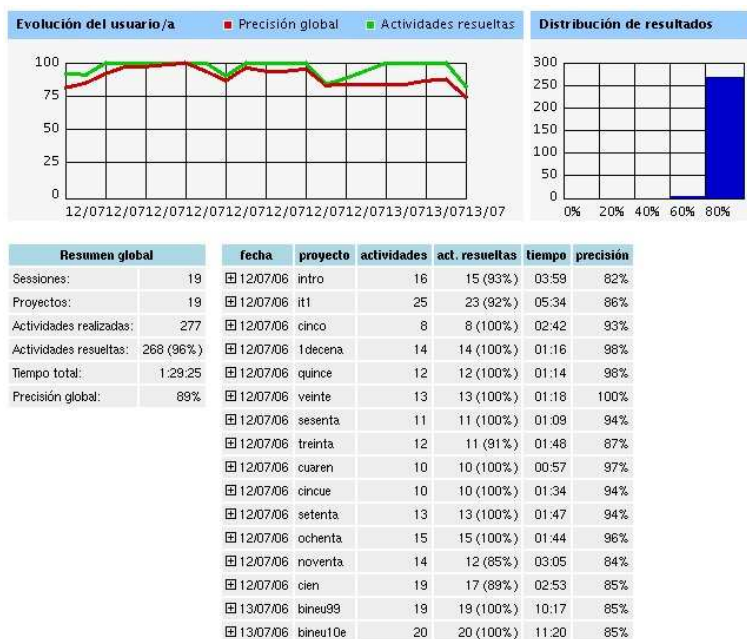 Evolución del usuario/a
Precisión global
Actividades resueltas
100
75
50
25
0
12/0712/0712/0712/0712/0712/0712/0712/0713/0713/0713/07
Distribución de resultados
300
250
200
150
100
50
0
0% 20% 40% 60% 80%
Resumen global
Sessiones: 19
Proyectos: 19
Actividades realizadas: 277
Actividades resueltas: 268 (96%)
Tiempo total: 1:29:25
Precisión global: 89%
fecha proyecto actividades act. resueltas tiempo precisión
12/07/06 intro 16 15 (93%) 03:59 82%
12/07/06 it1 25 23 (92%) 05:34 86%
12/07/06 cinco 8 8 (100%) 02:42 93%
12/07/06 1decena 14 14 (100%) 01:16 98%
12/07/06 quince 12 12 (100%) 01:14 98%
12/07/06 veinte 13 13 (100%) 01:18 100%
12/07/06 sesenta 11 11 (100%) 01:09 94%
12/07/06 treinta 12 11 (91%) 01:48 87%
12/07/06 cuaren 10 10 (100%) 00:57 97%
12/07/06 cincue 10 10 (100%) 01:34 94%
12/07/06 setenta 13 13 (100%) 01:47 94%
12/07/06 ochenta 15 15 (100%) 01:44 96%
12/07/06 noventa 14 12 (85%) 03:05 84%
12/07/06 cien 19 17 (89%) 02:53 85%
13/07/06 bineu99 19 19 (100%) 10:17 85%
13/07/06 bineu10e 20 20 (100%) 11:20 85%